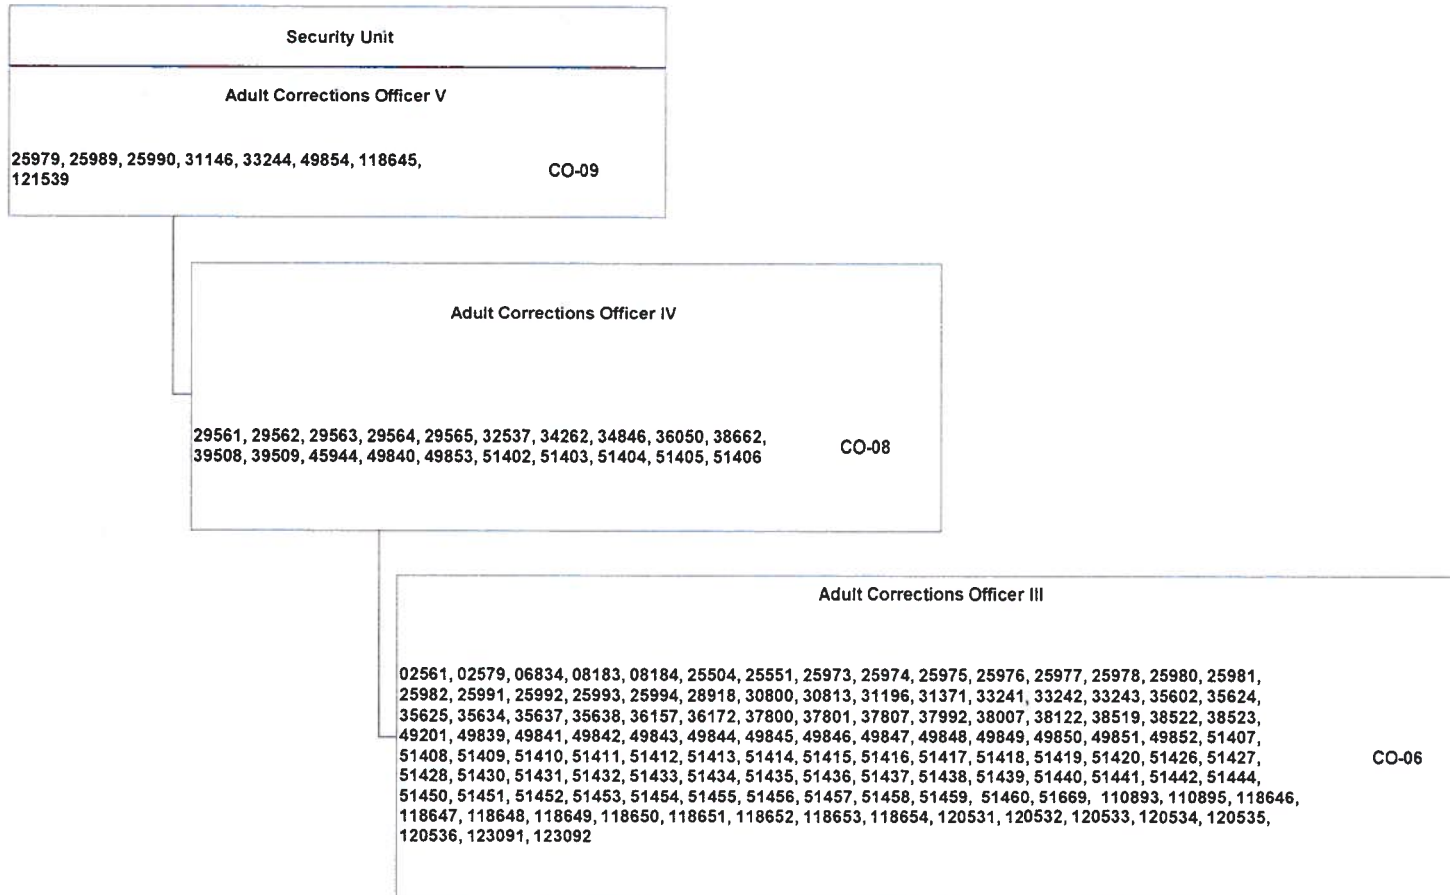 Security Unit
Adult Corrections Officer V
25979, 25989, 25990, 31146, 33244, 49854, 118645,
121539
CO-09
Adult Corrections Officer IV
29561, 29562, 29563, 29564, 29565, 32537, 34262, 34846, 36050, 38662,
39508, 39509, 45944, 49840, 49853, 51402, 51403, 51404, 51405, 51406
CO-08
Adult Corrections Officer III
02561, 02579, 06834, 08183, 08184, 25504, 25551, 25973, 25974, 25975, 25976, 25977, 25978, 25980, 25981,
25982, 25991, 25992, 25993, 25994, 28918, 30800, 30813, 31196, 31371, 33241, 33242, 33243, 35602, 35624,
35625, 35634, 35637, 35638, 36157, 36172, 37800, 37801, 37807, 37992, 38007, 38122, 38519, 38522, 38523,
49201, 49839, 49841, 49842, 49843, 49844, 49845, 49846, 49847, 49848, 49849, 49850, 49851, 49852, 51407,
51408, 51409, 51410, 51411, 51412, 51413, 51414, 51415, 51416, 51417, 51418, 51419, 51420, 51426, 51427,
51428, 51430, 51431, 51432, 51433, 51434, 51435, 51436, 51437, 51438, 51439, 51440, 51441, 51442, 51444,
51450, 51451, 51452, 51453, 51454, 51455, 51456, 51457, 51458, 51459, 51460, 51669, 110893, 110895, 118646,
118647, 118648, 118649, 118650, 118651, 118652, 118653, 118654, 120531, 120532, 120533, 120534, 120535,
120536, 123091, 123092
CO-06